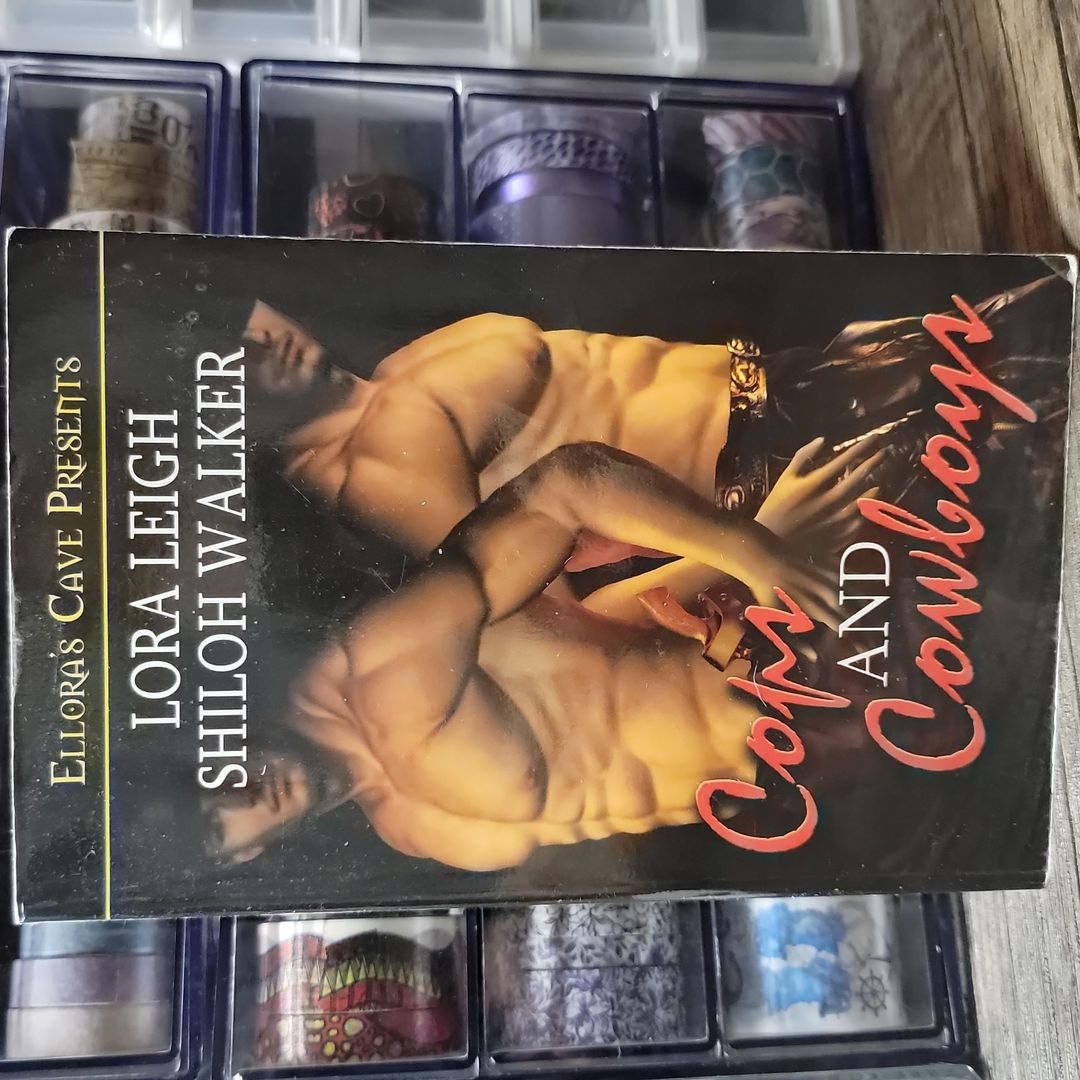 Ellora's Cave Presents
LORA LEIGH
SHILOH WALKER
Cops
AND
Cowboys